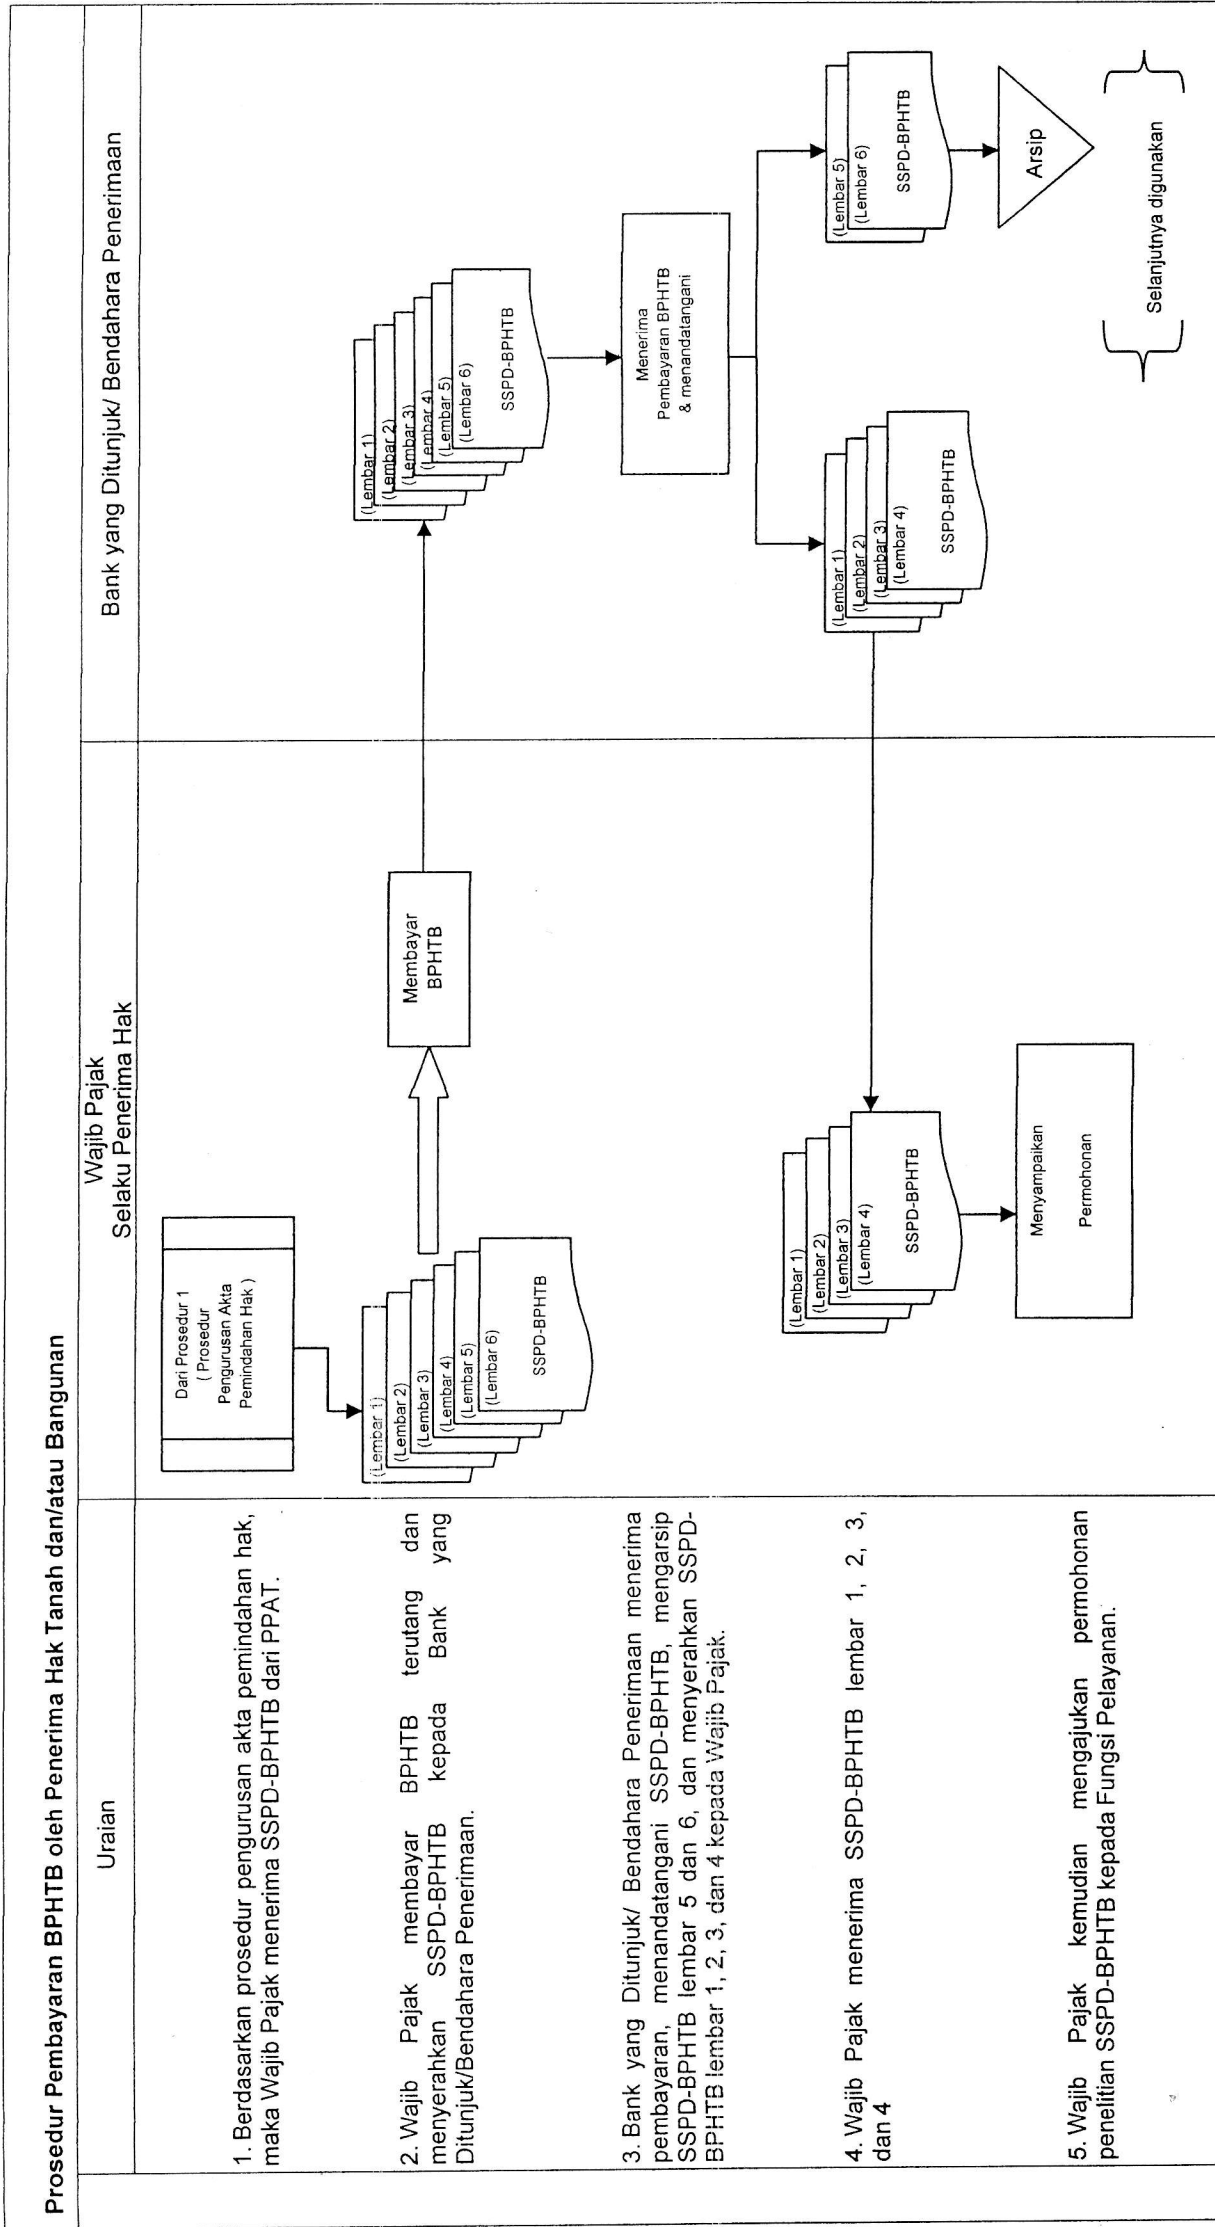 Prosedur Pembayaran BPHTB oleh Penerima Hak Tanah dan/atau Bangunan
Uraian
Wajib Pajak
Selaku Penerima Hak
Bank yang Ditunjuk/ Bendahara Penerimaan
1. Berdasarkan prosedur pengurusan akta pemindahan hak,
maka Wajib Pajak menerima SSPD-BPHTB dari PPAT.
2. Wajib Pajak membayar BPHTB terutang dan
menyerahkan SSPD-BPHTB kepada Bank yang
Ditunjuk/Bendahara Penerimaan.
3. Bank yang Ditunjuk/ Bendahara Penerimaan menerima
pembayaran, menandatangani SSPD-BPHTB, mengarsip
SSPD-BPHTB lembar 5 dan 6, dan menyerahkan SSPD-
BPHTB lembar 1, 2, 3, dan 4 kepada Wajib Pajak.
4. Wajib Pajak menerima SSPD-BPHTB lembar 1, 2, 3,
dan 4
5. Wajib Pajak kemudian mengajukan permohonan
penelitian SSPD-BPHTB kepada Fungsi Pelayanan.
Dari Prosedur 1
( Prosedur
Pengurusan Akta
Pemindahan Hak )
(Lembar 1)
(Lembar 2)
(Lembar 3)
(Lembar 4)
(Lembar 5)
(Lembar 6)
SSPD-BPHTB
Membayar
BPHTB
(Lembar 1)
(Lembar 2)
(Lembar 3)
(Lembar 4)
SSPD-BPHTB
Menyampaikan
Permohonan
(Lembar 1)
(Lembar 2)
(Lembar 3)
(Lembar 4)
(Lembar 5)
(Lembar 6)
SSPD-BPHTB
Menerima
Pembayaran BPHTB
& menandatangani
(Lembar 1)
(Lembar 2)
(Lembar 3)
(Lembar 4)
SSPD-BPHTB
(Lembar 5)
(Lembar 6)
SSPD-BPHTB
Arsip
Selanjutnya digunakan